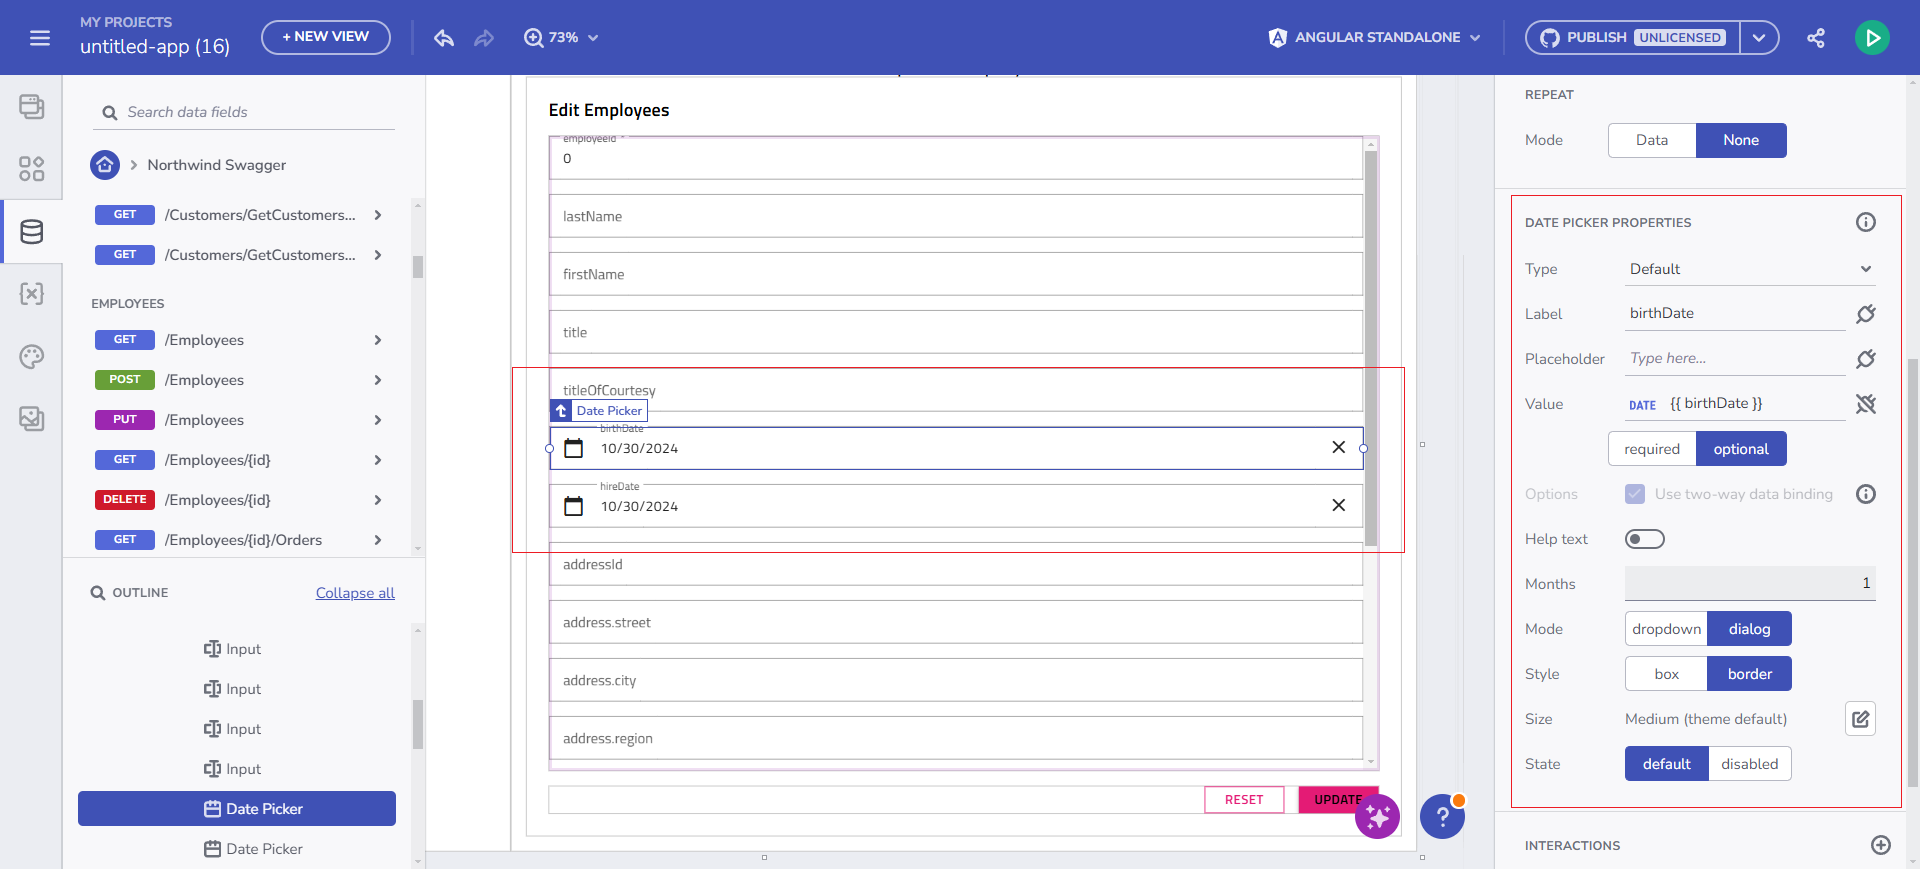 MY PROJECTS
untitled-app (16)
+ NEW VIEW
73%
ANGULAR STANDALONE
PUBLISH UNLICENSED
Search data fields
Northwind Swagger
GET /Customers/GetCustomers...
GET /Customers/GetCustomers...
EMPLOYEES
GET /Employees
POST /Employees
PUT /Employees
GET /Employees/{id}
DELETE /Employees/{id}
GET /Employees/{id}/Orders
OUTLINE
Collapse all
Input
Input
Input
Input
Date Picker
Date Picker
Edit Employees
employeeId *
0
lastName
firstName
title
titleOfCourtesy
Date Picker
birthDate
10/30/2024
hireDate
10/30/2024
addressId
address.street
address.city
address.region
RESET
UPDATE
?
REPEAT
Mode Data None
DATE PICKER PROPERTIES
Type Default
Label birthDate
Placeholder Type here...
Value DATE {{ birthDate }}
required optional
Options Use two-way data binding
Help text
Months 1
Mode dropdown dialog
Style box border
Size Medium (theme default)
State default disabled
INTERACTIONS